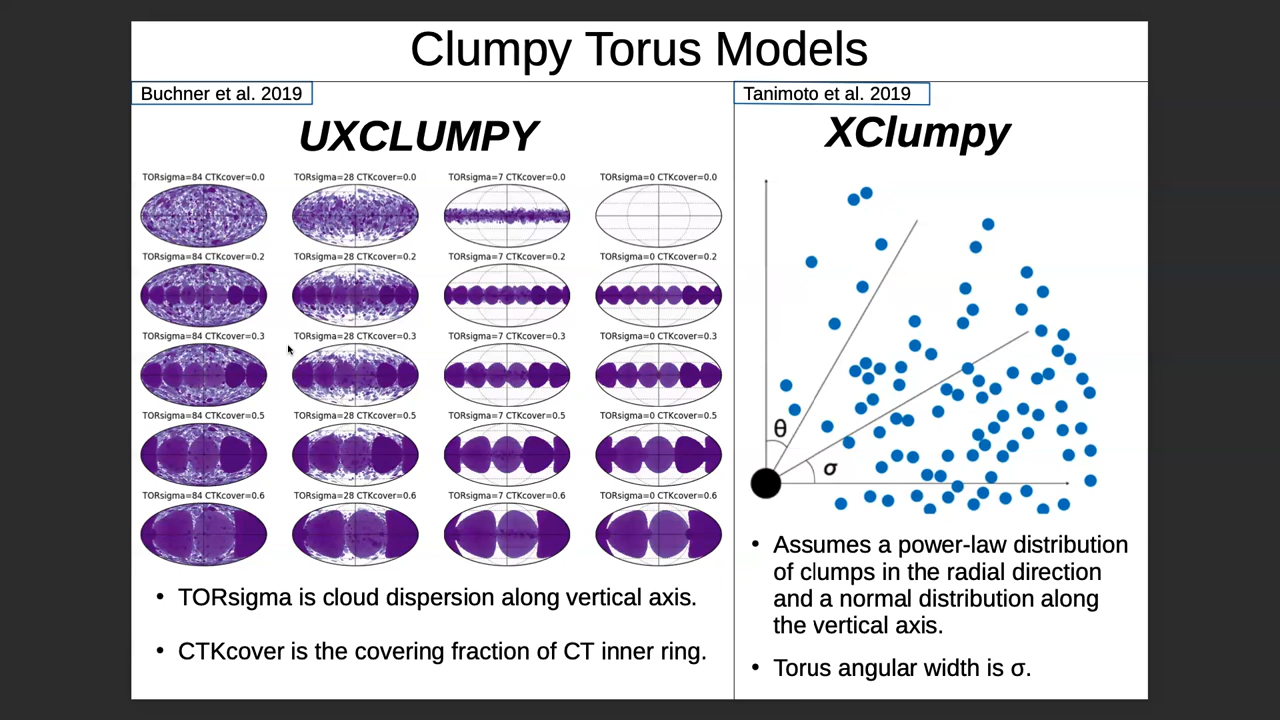 Clumpy Torus Models
Buchner et al. 2019
UXCLUMPY
TORsigma=84 CTKcover=0.0
TORsigma=28 CTKcover=0.0
TORsigma=7 CTKcover=0.0
TORsigma=0 CTKcover=0.0
TORsigma=84 CTKcover=0.2
TORsigma=28 CTKcover=0.2
TORsigma=7 CTKcover=0.2
TORsigma=0 CTKcover=0.2
TORsigma=84 CTKcover=0.3
TORsigma=28 CTKcover=0.3
TORsigma=7 CTKcover=0.3
TORsigma=0 CTKcover=0.3
TORsigma=84 CTKcover=0.5
TORsigma=28 CTKcover=0.5
TORsigma=7 CTKcover=0.5
TORsigma=0 CTKcover=0.5
TORsigma=84 CTKcover=0.6
TORsigma=28 CTKcover=0.6
TORsigma=7 CTKcover=0.6
TORsigma=0 CTKcover=0.6
• TORsigma is cloud dispersion along vertical axis.
• CTKcover is the covering fraction of CT inner ring.
Tanimoto et al. 2019
XClumpy
θ
σ
• Assumes a power-law distribution
of clumps in the radial direction
and a normal distribution along
the vertical axis.
• Torus angular width is σ.